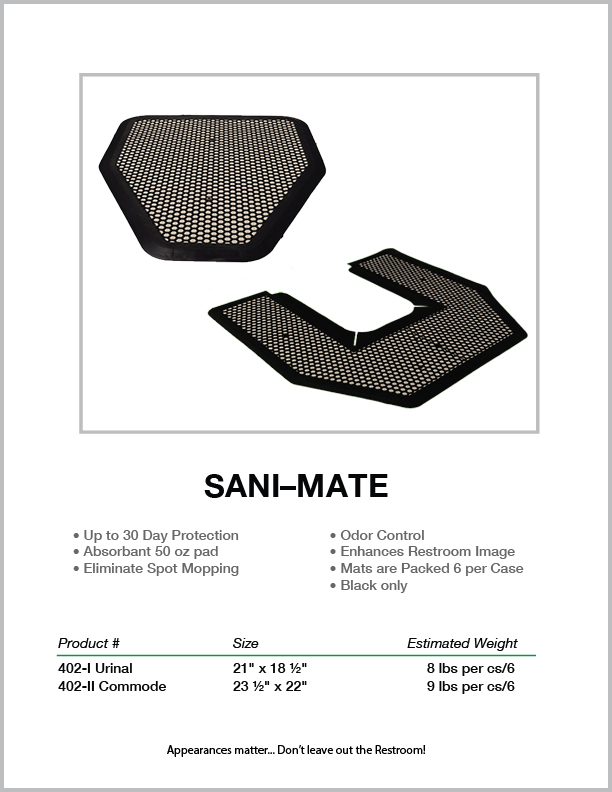 SANI–MATE
• Up to 30 Day Protection
• Absorbant 50 oz pad
• Eliminate Spot Mopping
• Odor Control
• Enhances Restroom Image
• Mats are Packed 6 per Case
• Black only
Product # Size Estimated Weight
402-I Urinal 21" x 18 ½" 8 lbs per cs/6
402-II Commode 23 ½" x 22" 9 lbs per cs/6
Appearances matter... Don’t leave out the Restroom!